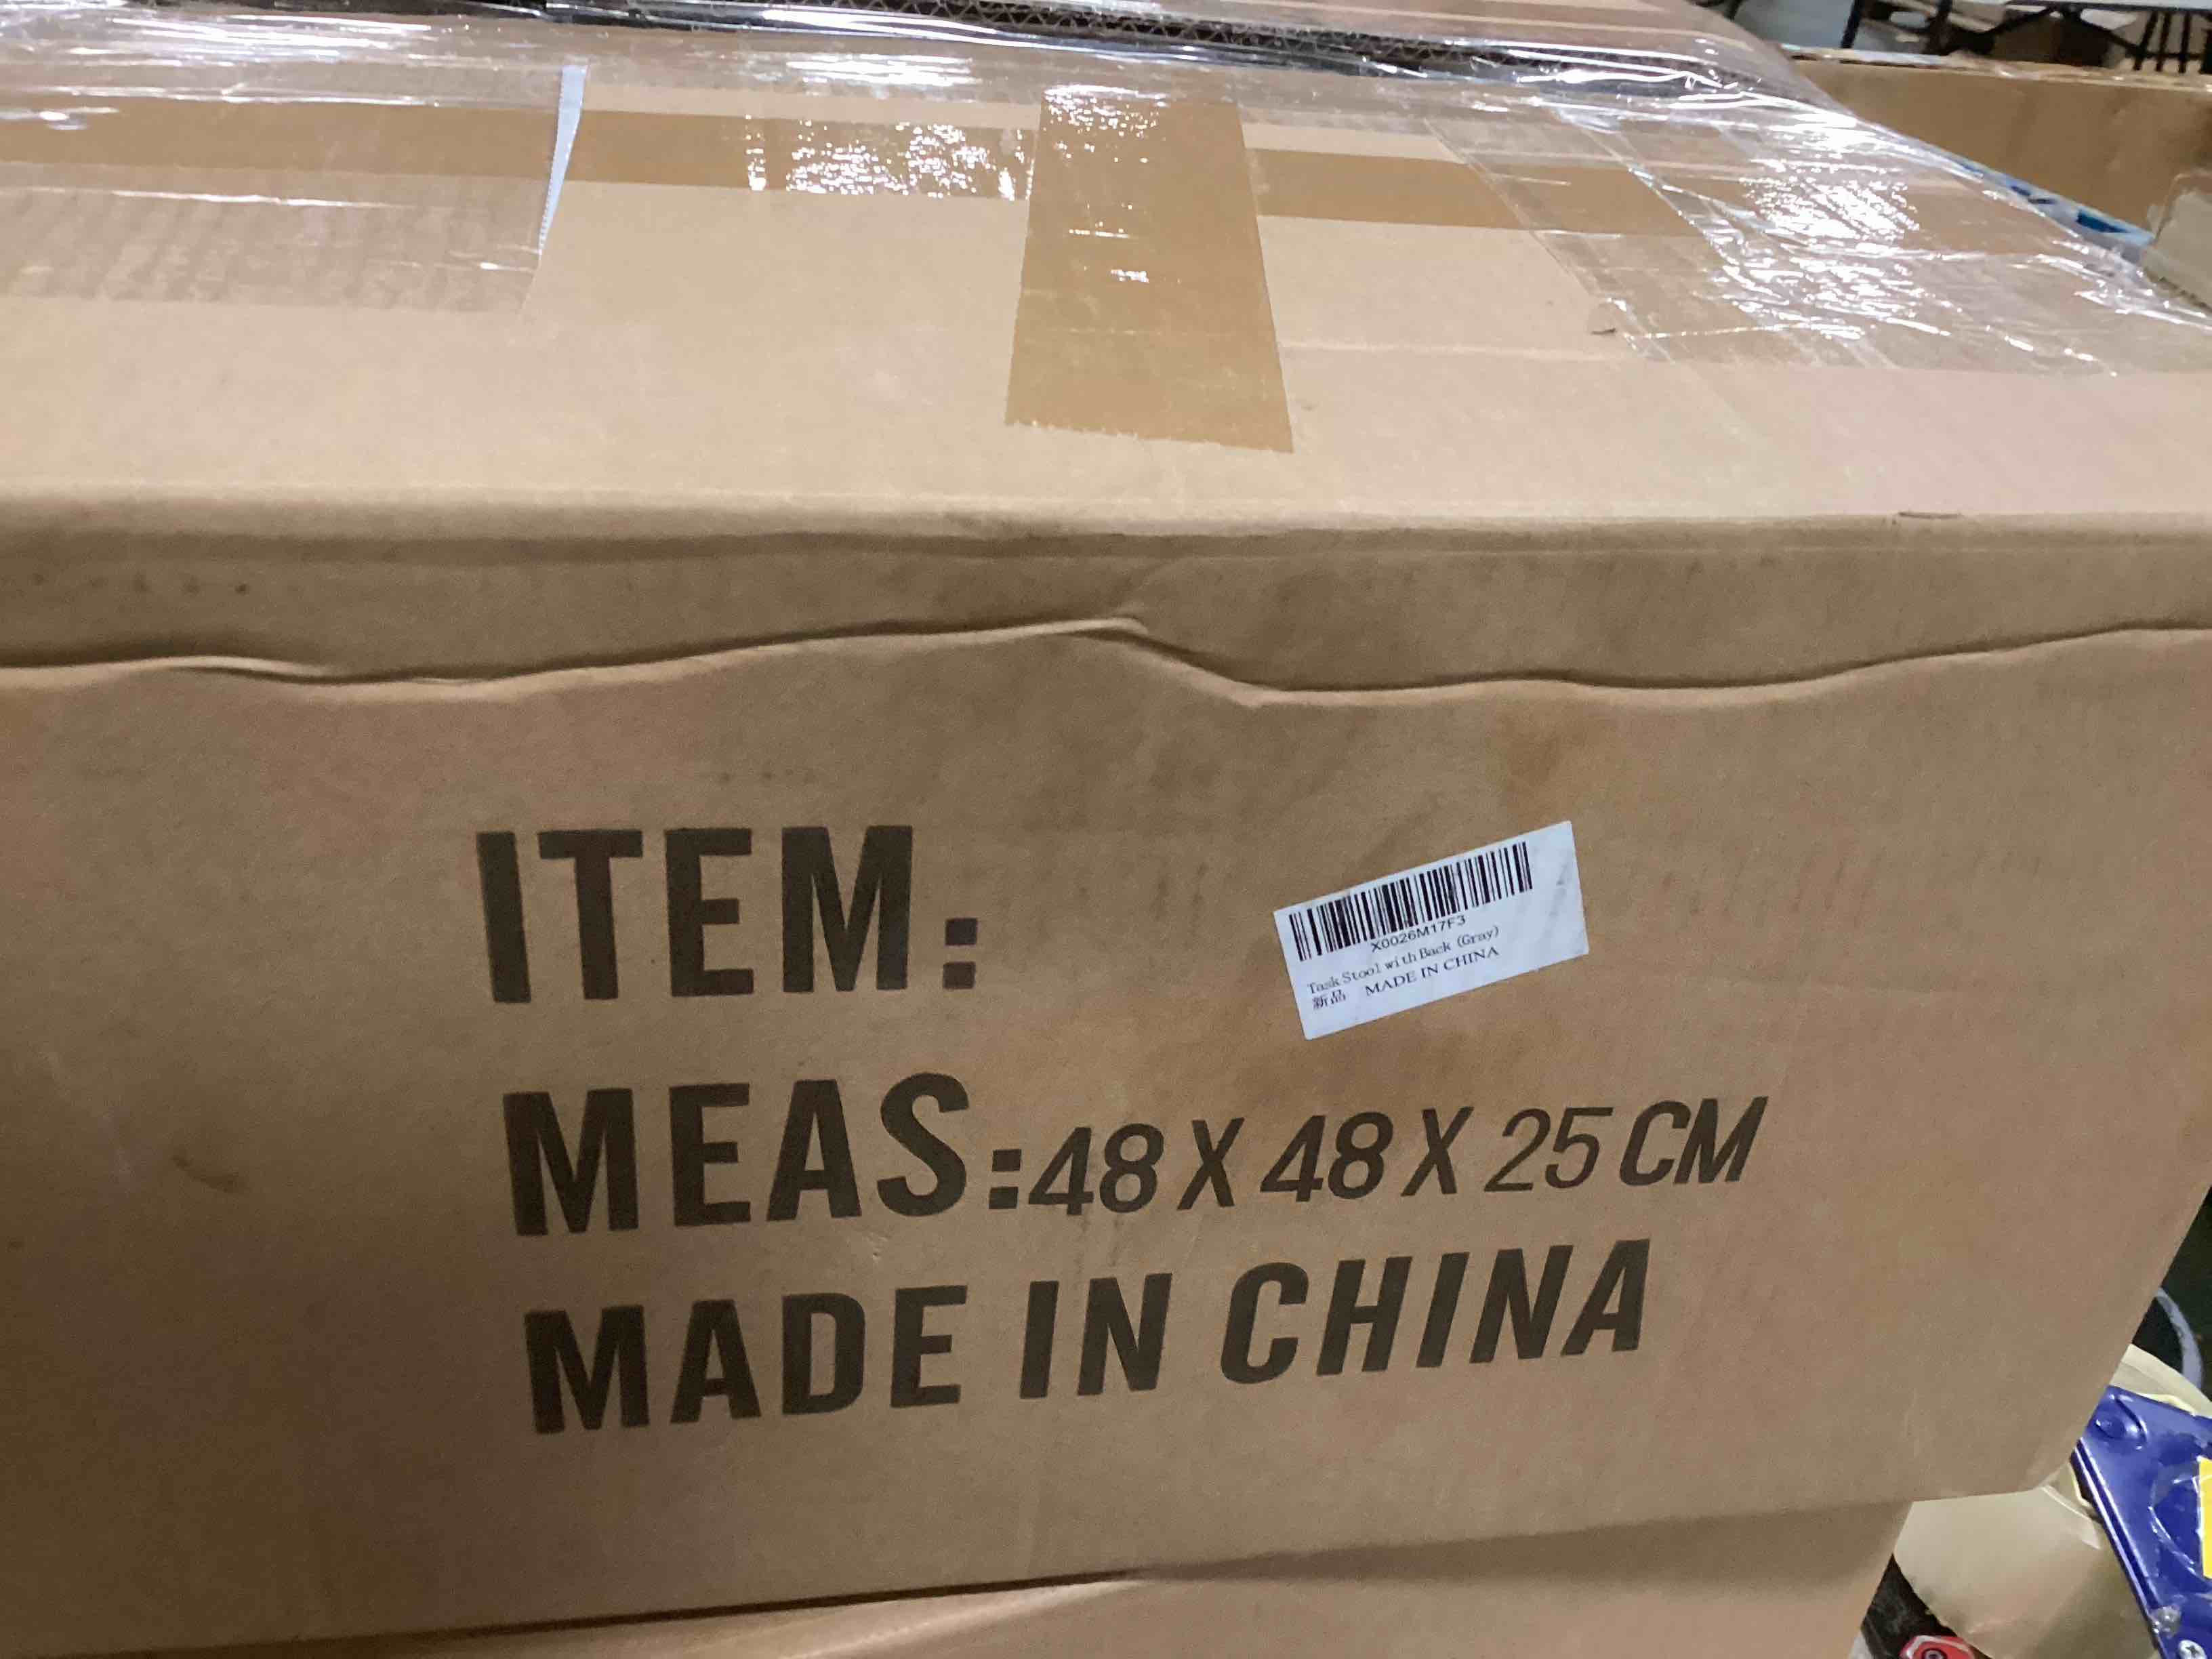 ITEM:
X0026M17F3
Task Stool with Back (Gray)
新品 MADE IN CHINA
MEAS:48 X 48 X 25 CM
MADE IN CHINA